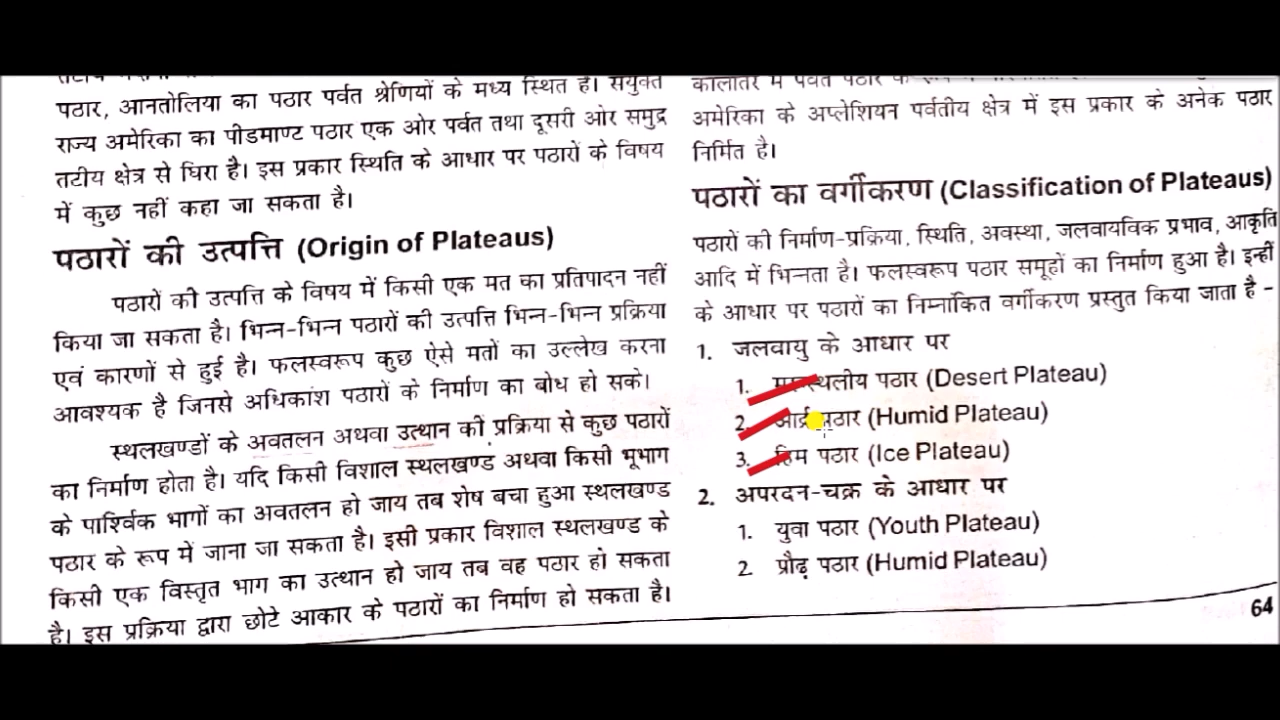 पठार, आनतोलिया का पठार पर्वत श्रेणियों के मध्य स्थित है। संयुक्त
राज्य अमेरिका का पीडमाण्ट पठार एक ओर पर्वत तथा दूसरी ओर समुद्र
तटीय क्षेत्र से घिरा है। इस प्रकार स्थिति के आधार पर पठारों के विषय
में कुछ नहीं कहा जा सकता है।
पठारों की उत्पत्ति (Origin of Plateaus)
पठारों की उत्पत्ति के विषय में किसी एक मत का प्रतिपादन नहीं
किया जा सकता है। भिन्न-भिन्न पठारों की उत्पत्ति भिन्न-भिन्न प्रक्रिया
एवं कारणों से हुई है। फलस्वरूप कुछ ऐसे मतों का उल्लेख करना
आवश्यक है जिनसे अधिकांश पठारों के निर्माण का बोध हो सके।
स्थलखण्डों के अवतलन अथवा उत्थान की प्रक्रिया से कुछ पठारों
का निर्माण होता है। यदि किसी विशाल स्थलखण्ड अथवा किसी भूभाग
के पार्श्विक भागों का अवतलन हो जाय तब शेष बचा हुआ स्थलखण्ड
पठार के रूप में जाना जा सकता है। इसी प्रकार विशाल स्थलखण्ड के
किसी एक विस्तृत भाग का उत्थान हो जाय तब वह पठार हो सकता
है। इस प्रक्रिया द्वारा छोटे आकार के पठारों का निर्माण हो सकता है।
कालांतर में पर्वत पठार के
अमेरिका के अप्लेशियन पर्वतीय क्षेत्र में इस प्रकार के अनेक पठार
निर्मित है।
पठारों का वर्गीकरण (Classification of Plateaus)
पठारों की निर्माण-प्रक्रिया, स्थिति, अवस्था, जलवायविक प्रभाव, आकृति
आदि में भिन्नता है। फलस्वरूप पठार समूहों का निर्माण हुआ है। इन्हीं
के आधार पर पठारों का निम्नांकित वर्गीकरण प्रस्तुत किया जाता है -
1. जलवायु के आधार पर
1. मरुस्थलीय पठार (Desert Plateau)
2. आर्द्र पठार (Humid Plateau)
3. हिम पठार (Ice Plateau)
2. अपरदन-चक्र के आधार पर
1. युवा पठार (Youth Plateau)
2 प्रौढ़ पठार (Humid Plateau)
64